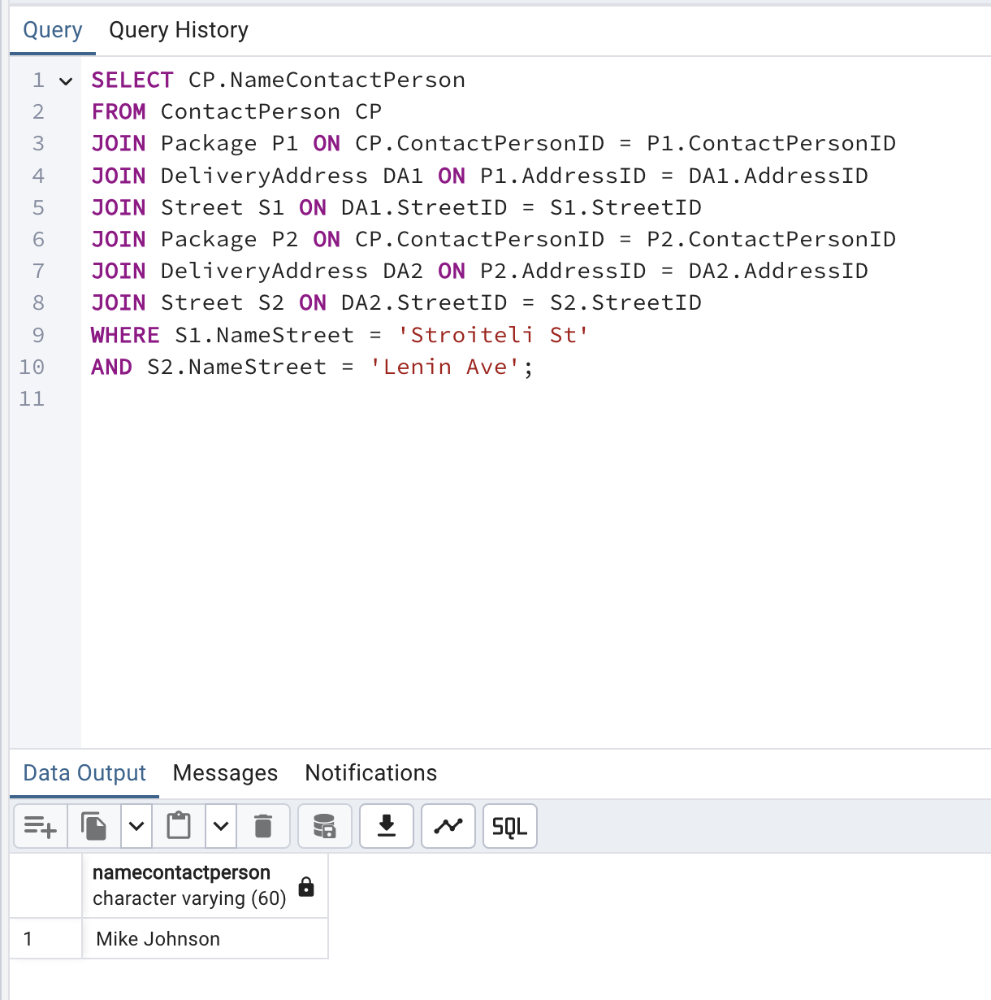 Query Query History
1 SELECT CP.NameContactPerson
2 FROM ContactPerson CP
3 JOIN Package P1 ON CP.ContactPersonID = P1.ContactPersonID
4 JOIN DeliveryAddress DA1 ON P1.AddressID = DA1.AddressID
5 JOIN Street S1 ON DA1.StreetID = S1.StreetID
6 JOIN Package P2 ON CP.ContactPersonID = P2.ContactPersonID
7 JOIN DeliveryAddress DA2 ON P2.AddressID = DA2.AddressID
8 JOIN Street S2 ON DA2.StreetID = S2.StreetID
9 WHERE S1.NameStreet = 'Stroiteli St'
10 AND S2.NameStreet = 'Lenin Ave';
11
Data Output Messages Notifications
SQL
namecontactperson
character varying (60)
1 Mike Johnson